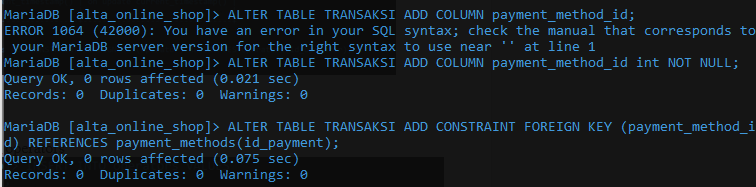 MariaDB [alta_online_shop]> ALTER TABLE TRANSAKSI ADD COLUMN payment_method_id;
ERROR 1064 (42000): You have an error in your SQL syntax; check the manual that corresponds to
 your MariaDB server version for the right syntax to use near '' at line 1
MariaDB [alta_online_shop]> ALTER TABLE TRANSAKSI ADD COLUMN payment_method_id int NOT NULL;
Query OK, 0 rows affected (0.021 sec)
Records: 0  Duplicates: 0  Warnings: 0
MariaDB [alta_online_shop]> ALTER TABLE TRANSAKSI ADD CONSTRAINT FOREIGN KEY (payment_method_i
d) REFERENCES payment_methods(id_payment);
Query OK, 0 rows affected (0.075 sec)
Records: 0  Duplicates: 0  Warnings: 0